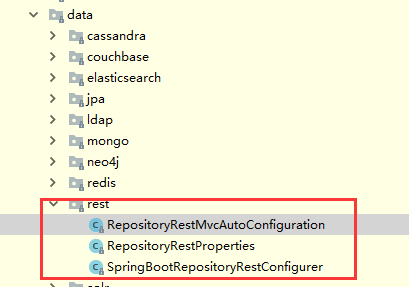 data
cassandra
couchbase
elasticsearch
jpa
ldap
mongo
neo4j
redis
rest
RepositoryRestMvcAutoConfiguration
RepositoryRestProperties
SpringBootRepositoryRestConfigurer